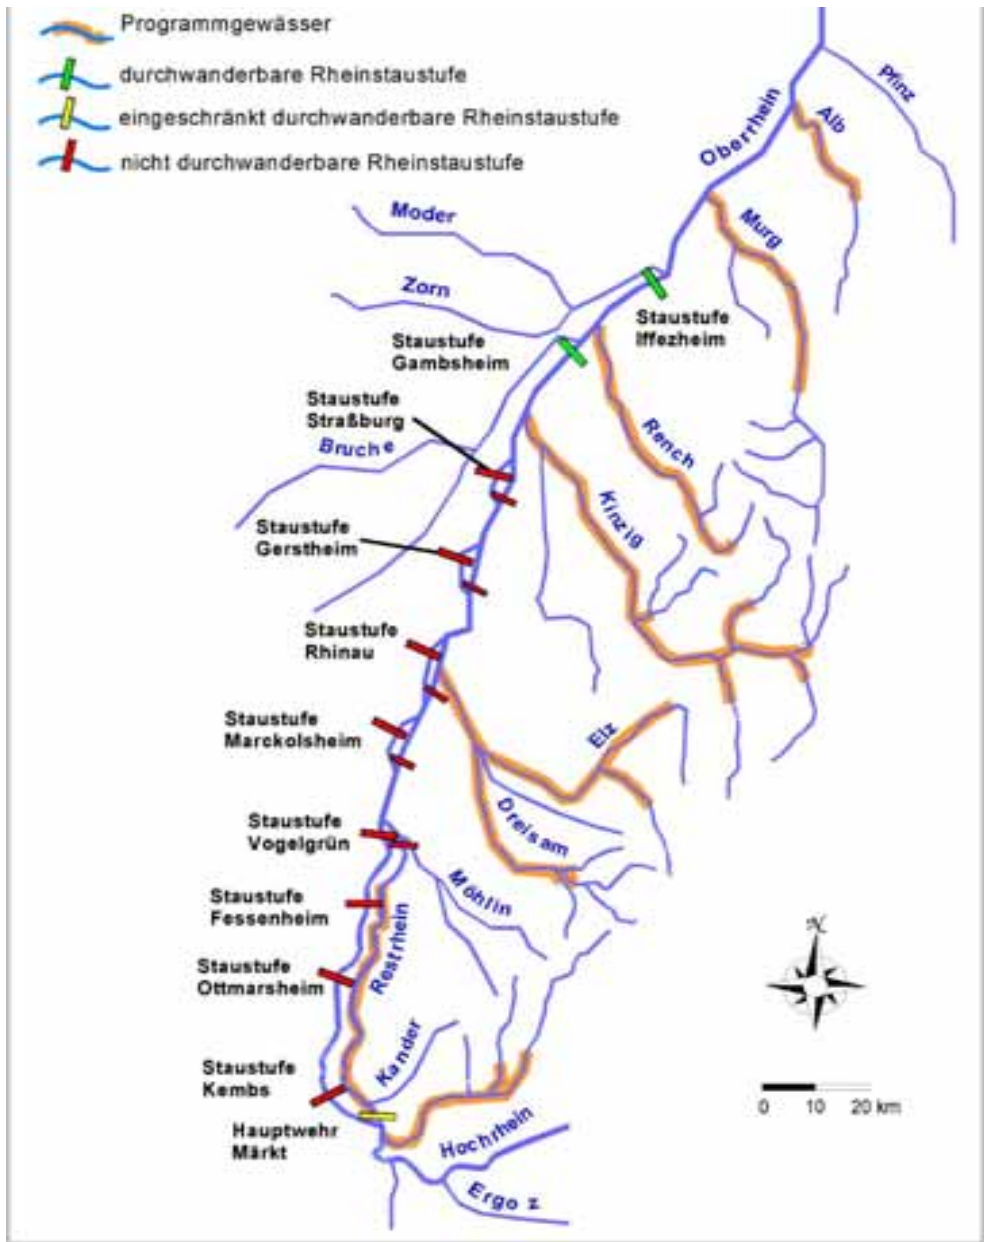 Programmgewässer
durchwanderbare Rheinstaustufe
eingeschränkt durchwanderbare Rheinstaustufe
nicht durchwanderbare Rheinstaustufe
Pfinz
Alb
Oberrhein
Murg
Moder
Zorn
Staustufe
Iffezheim
Staustufe
Gambsheim
Staustufe
Straßburg
Bruche
Rench
Kinzig
Staustufe
Gerstheim
Staustufe
Rhinau
Staustufe
Marckolsheim
Elz
Dreisam
Staustufe
Vogelgrün
Möhlin
Staustufe
Fessenheim
Restrhein
Staustufe
Ottmarsheim
N
Kander
Staustufe
Kembs
0 10 20 km
Hauptwehr
Märkt
Hochrhein
Ergo z